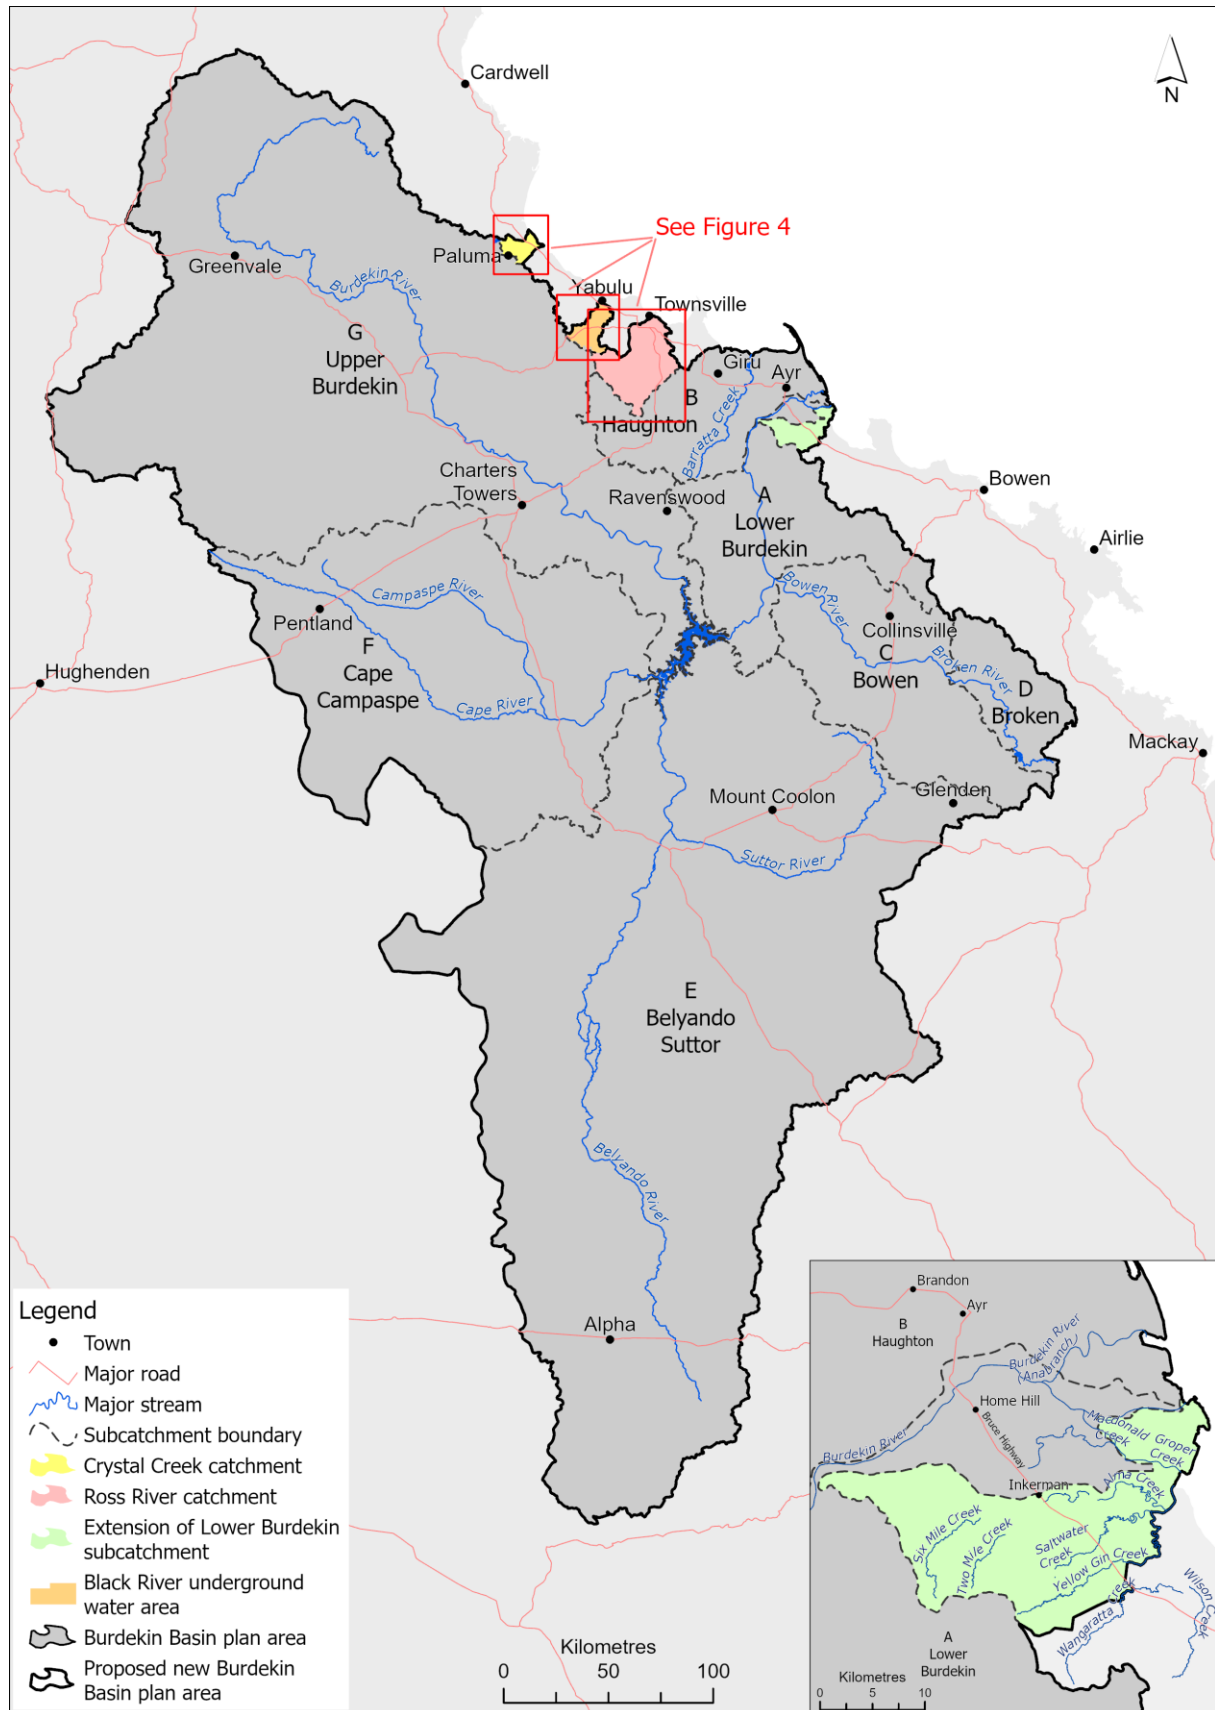 Cardwell
N
See Figure 4
Paluma
Greenvale
Burdekin River
Yabulu
Townsville
G
Upper
Burdekin
Giru
Ayr
B
Haughton
Barratta Creek
Charters
Towers
Ravenswood
A
Lower
Burdekin
Bowen
Airlie
Campaspe River
Bowen River
Pentland
Collinsville
F
Cape
Campaspe
C
Bowen
Broken River
D
Broken
Hughenden
Cape River
Mackay
Mount Coolon
Glenden
Suttor River
E
Belyando
Suttor
Belyando River
Alpha
Legend
Town
Major road
Major stream
Subcatchment boundary
Crystal Creek catchment
Ross River catchment
Extension of Lower Burdekin
subcatchment
Black River underground
water area
Burdekin Basin plan area
Proposed new Burdekin
Basin plan area
Kilometres
0 50 100
Brandon
Ayr
B
Haughton
Burdekin River
(Anabranch)
Home Hill
Bruce Highway
Macdonald Creek
Groper Creek
Burdekin River
Inkerman
Alma Creek
Six Mile Creek
Two Mile Creek
Saltwater
Creek
Yellow Gin Creek
Wangaratta Creek
Wilson Creek
A
Lower
Burdekin
Kilometres
0 5 10